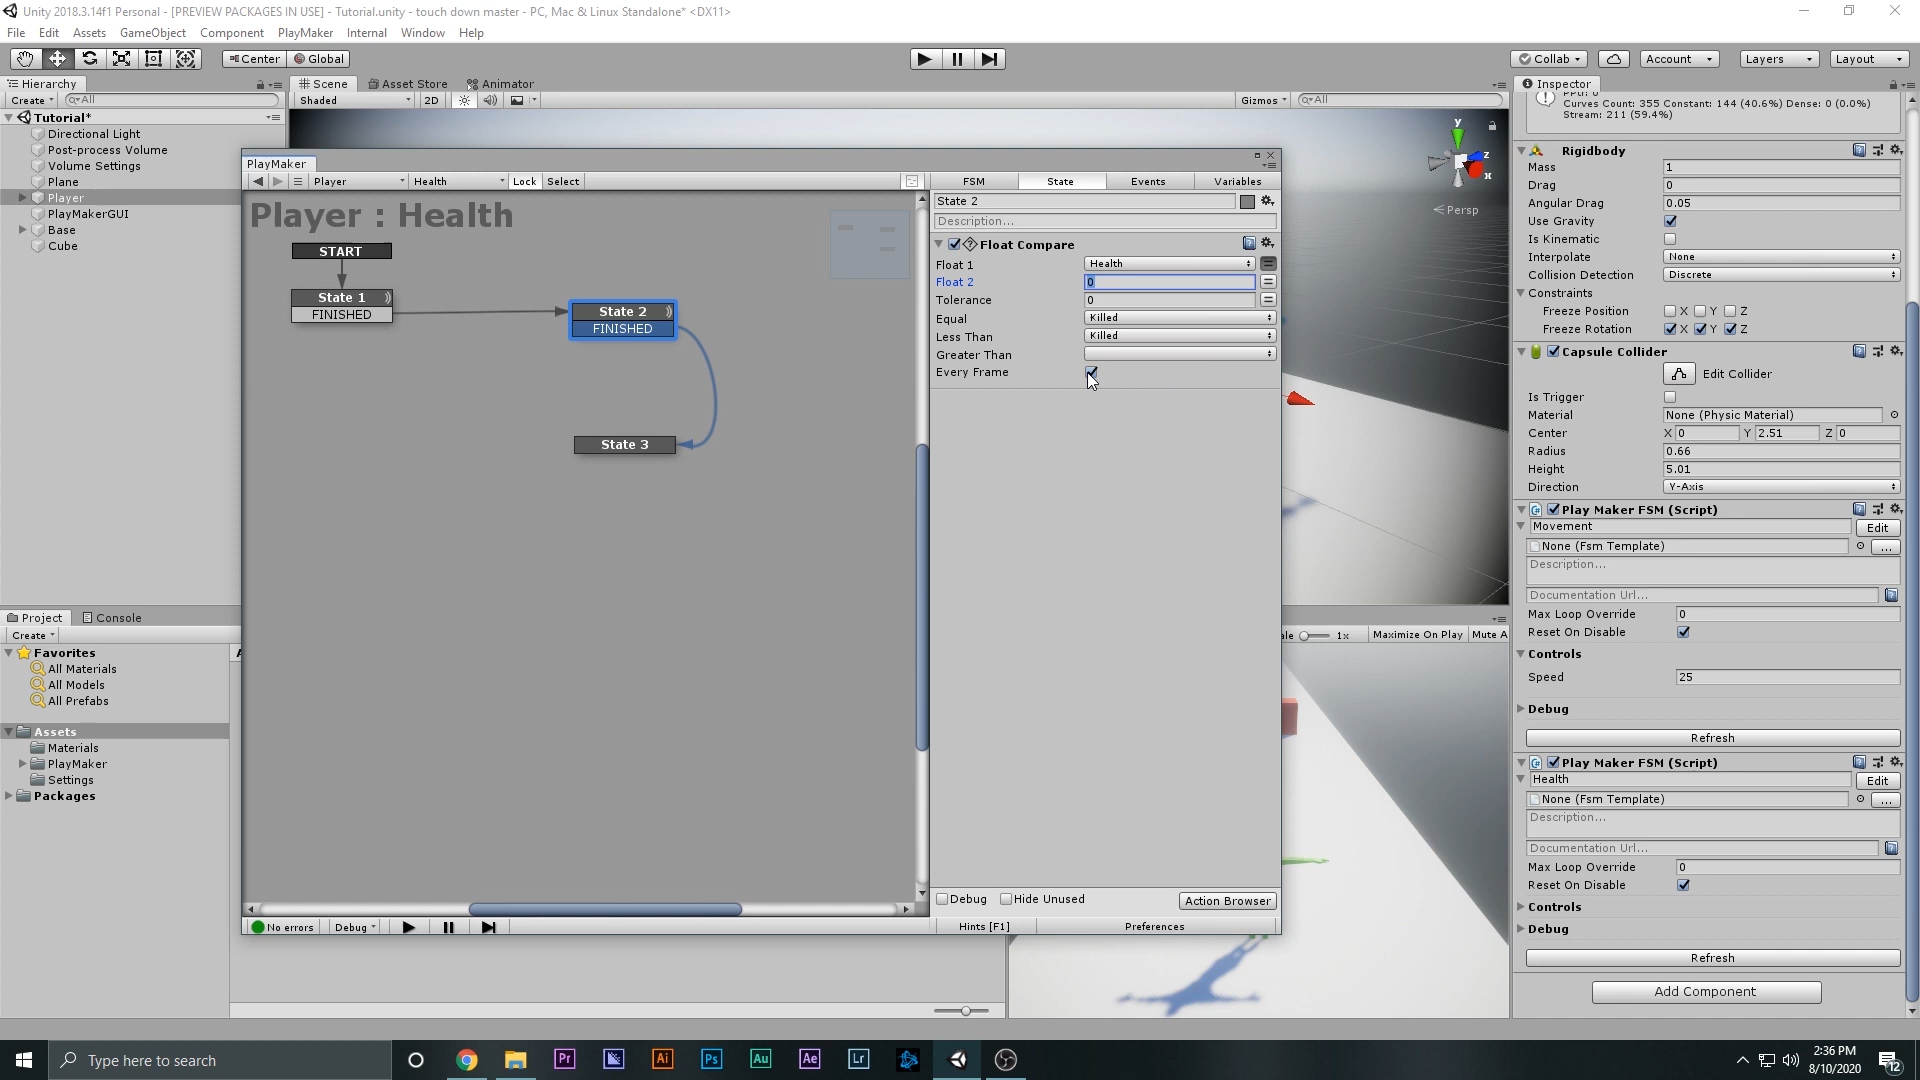 Unity 2018.3.14f1 Personal - [PREVIEW PACKAGES IN USE] - Tutorial.unity - touch down master - PC, Mac & Linux Standalone* <DX11>
File Edit Assets GameObject Component PlayMaker Internal Window Help
Center Global Collab Account Layers Layout
Hierarchy Scene Asset Store Animator Inspector
Create All Shaded 2D Gizmos All
Curves Count: 355 Constant: 144 (40.6%) Dense: 0 (0.0%)
Stream: 211 (59.4%)
Tutorial*
Directional Light
Post-process Volume
Volume Settings
Plane
Player
PlayMakerGUI
Base
Cube
y
z
x
Persp
PlayMaker
Player Health Lock Select
FSM State Events Variables
Player : Health
START
State 1
FINISHED
State 2
FINISHED
State 3
State 2
Description...
Float Compare
Float 1 Health
Float 2 0
Tolerance 0
Equal Killed
Less Than Killed
Greater Than
Every Frame
Debug Hide Unused Action Browser
No errors Debug Hints [F1] Preferences
Rigidbody
Mass 1
Drag 0
Angular Drag 0.05
Use Gravity
Is Kinematic
Interpolate None
Collision Detection Discrete
Constraints
Freeze Position X Y Z
Freeze Rotation X Y Z
Capsule Collider
Edit Collider
Is Trigger
Material None (Physic Material)
Center X 0 Y 2.51 Z 0
Radius 0.66
Height 5.01
Direction Y-Axis
Play Maker FSM (Script)
Movement Edit
None (Fsm Template) ...
Description...
Documentation Url...
Max Loop Override 0
Reset On Disable
Controls
Speed 25
Debug
Refresh
Play Maker FSM (Script)
Health Edit
None (Fsm Template) ...
Description...
Documentation Url...
Max Loop Override 0
Reset On Disable
Controls
Debug
Refresh
Add Component
Project Console
Create
Favorites
All Materials
All Models
All Prefabs
Assets
Materials
PlayMaker
Settings
Packages
1x Maximize On Play Mute A
Type here to search
Pr Ai Ps Au Ae Lr
2:36 PM
8/10/2020
12